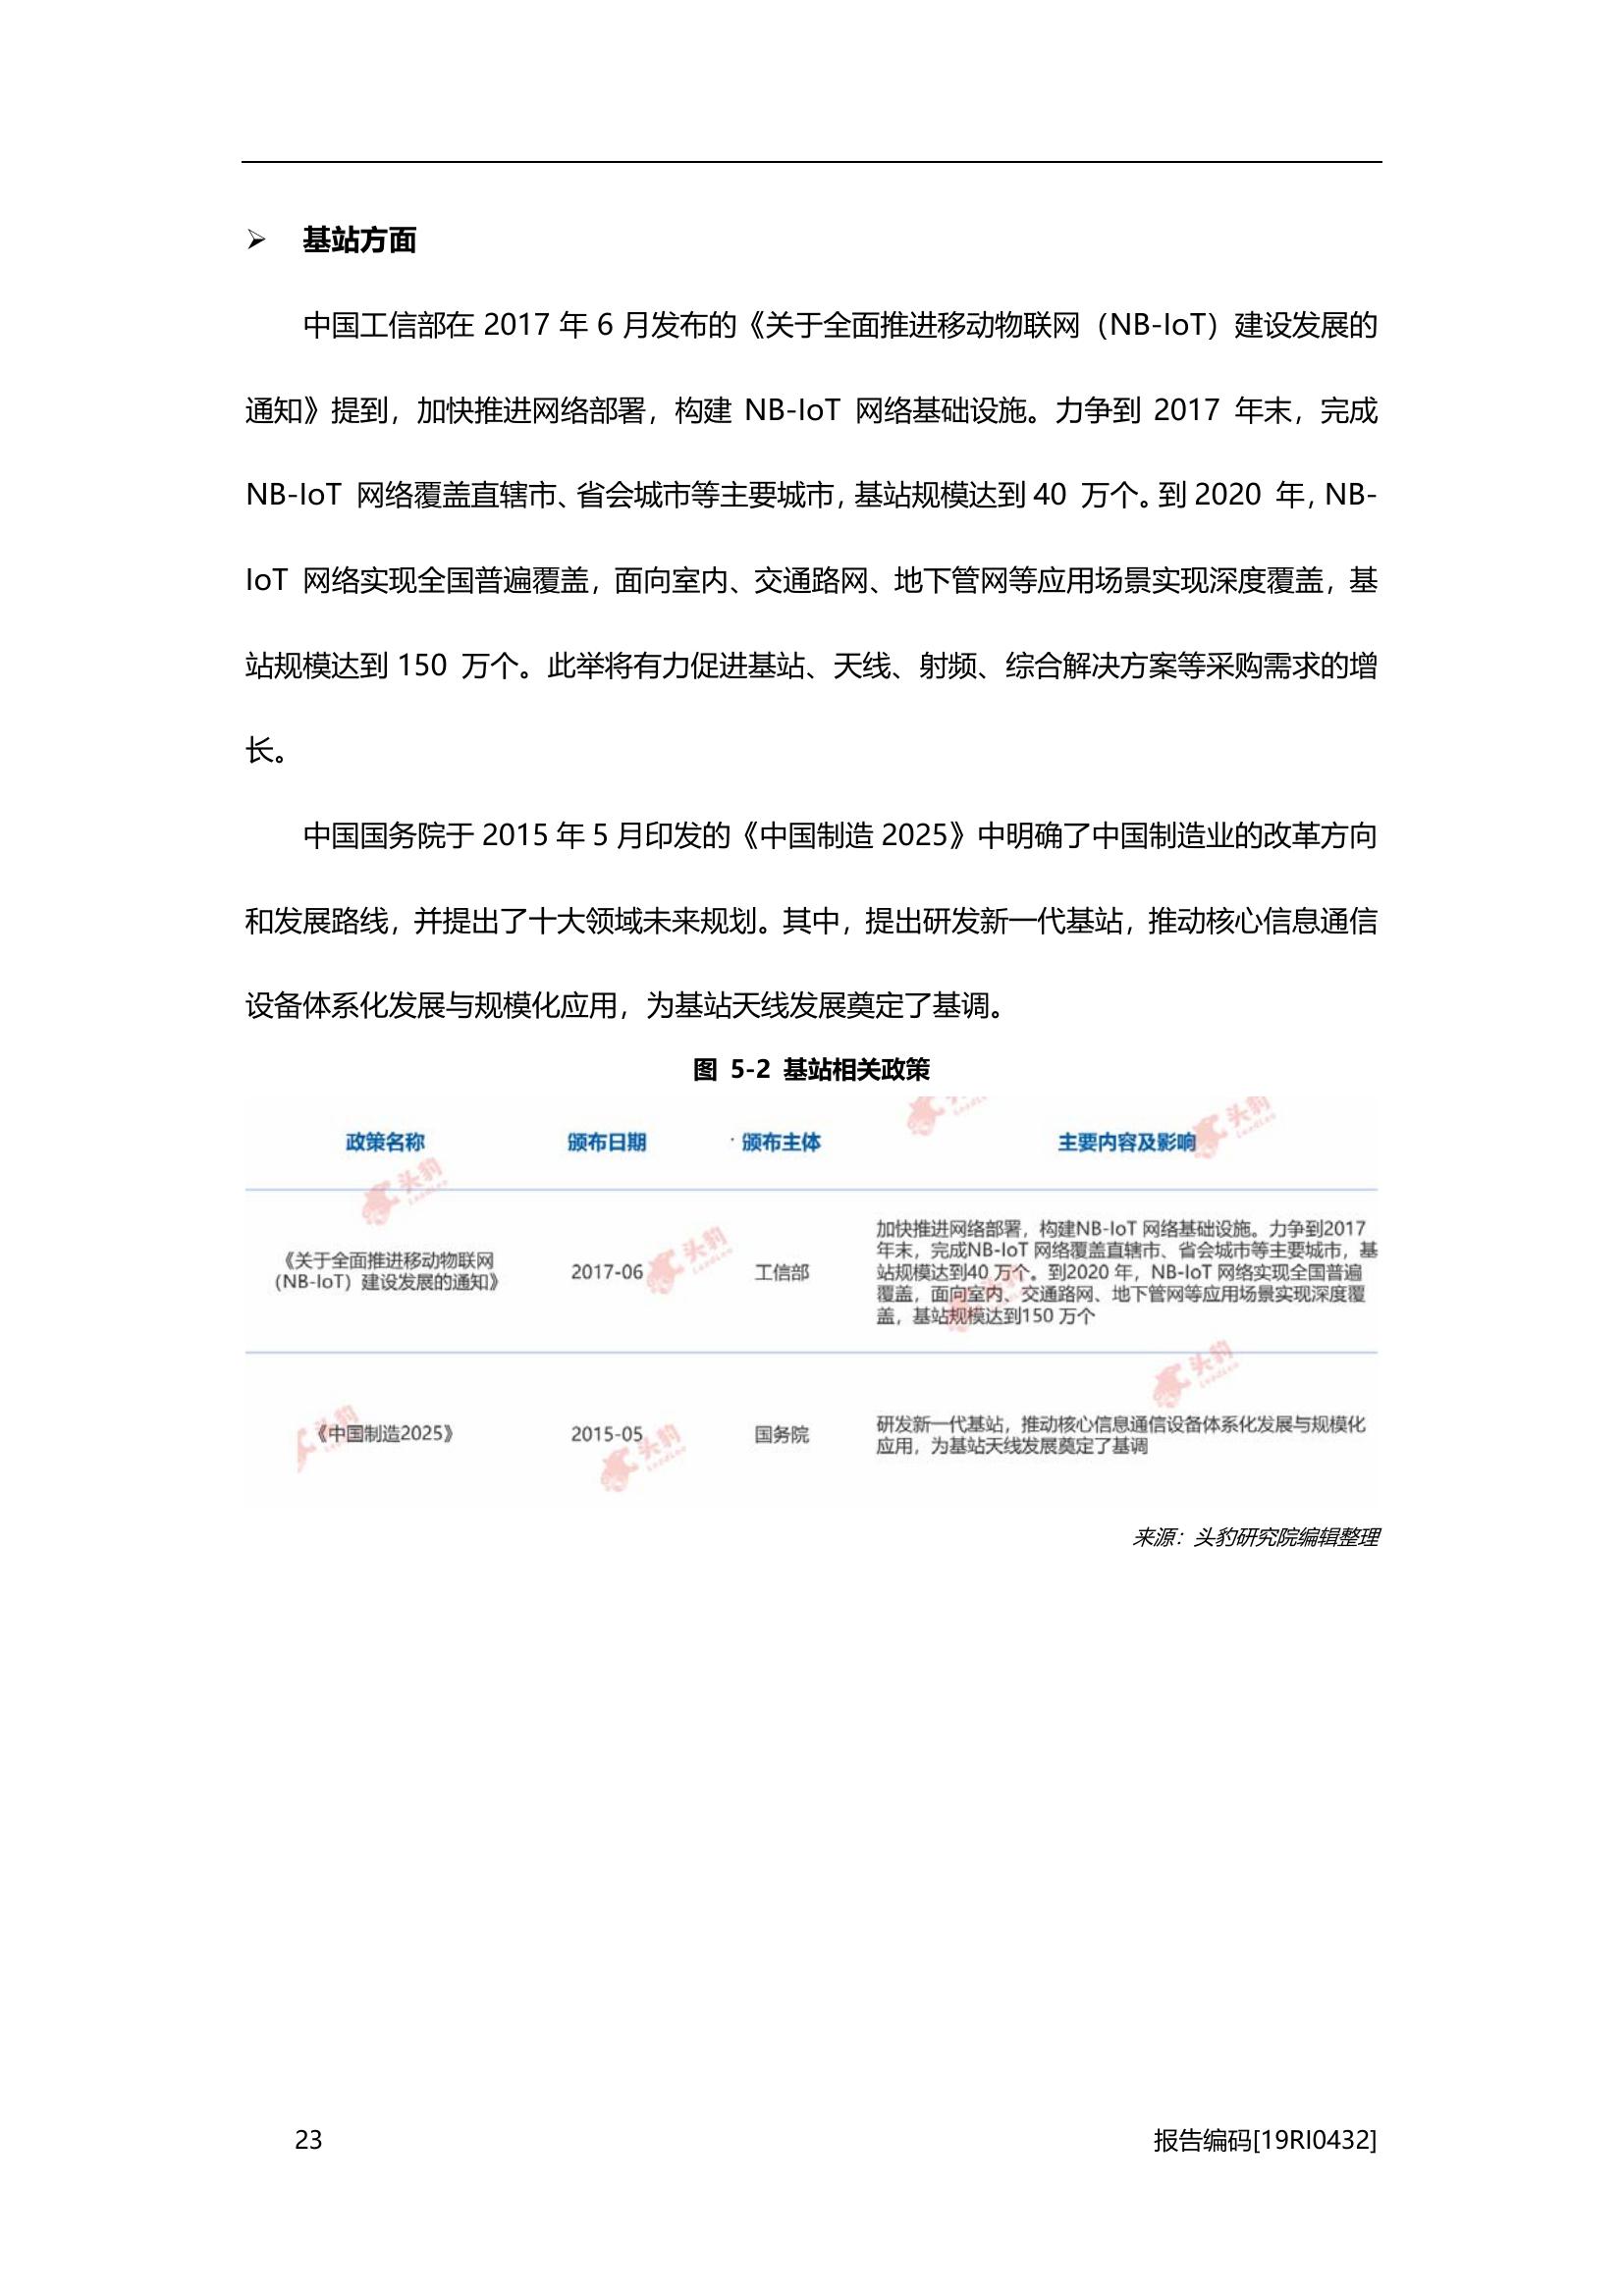 ➢ 基站方面
中国工信部在 2017 年 6 月发布的《关于全面推进移动物联网（NB-IoT）建设发展的
通知》提到，加快推进网络部署，构建 NB-IoT 网络基础设施。力争到 2017 年末，完成
NB-IoT 网络覆盖直辖市、省会城市等主要城市，基站规模达到 40 万个。到 2020 年，NB-
IoT 网络实现全国普遍覆盖，面向室内、交通路网、地下管网等应用场景实现深度覆盖，基
站规模达到 150 万个。此举将有力促进基站、天线、射频、综合解决方案等采购需求的增
长。
中国国务院于 2015 年 5 月印发的《中国制造 2025》中明确了中国制造业的改革方向
和发展路线，并提出了十大领域未来规划。其中，提出研发新一代基站，推动核心信息通信
设备体系化发展与规模化应用，为基站天线发展奠定了基调。
图 5-2 基站相关政策
政策名称 颁布日期 颁布主体 主要内容及影响
《关于全面推进移动物联网
（NB-IoT）建设发展的通知》
2017-06
工信部
加快推进网络部署，构建NB-IoT 网络基础设施。力争到2017
年末，完成NB-IoT 网络覆盖直辖市、省会城市等主要城市，基
站规模达到40 万个。到2020 年，NB-IoT 网络实现全国普遍
覆盖，面向室内、交通路网、地下管网等应用场景实现深度覆
盖，基站规模达到150 万个
《中国制造2025》
2015-05
国务院
研发新一代基站，推动核心信息通信设备体系化发展与规模化
应用，为基站天线发展奠定了基调
头豹
LeadLeo
来源：头豹研究院编辑整理
23
报告编码[19RI0432]